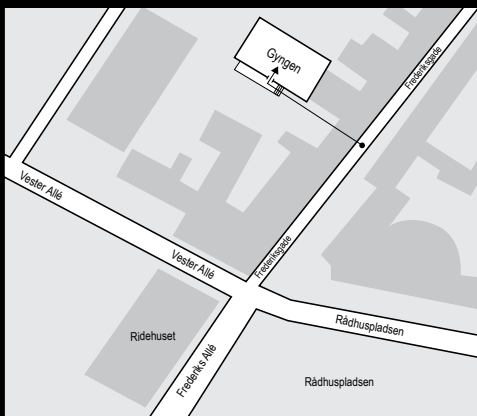 Gyngen
Frederiksgade
Vester Allé
Frederiksgade
Vester Allé
Rådhuspladsen
Ridehuset
Frederiks Allé
Rådhuspladsen